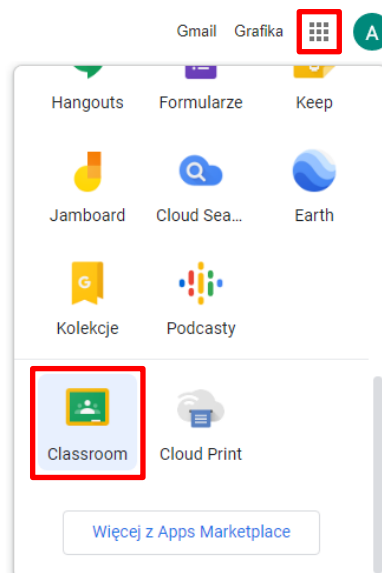 Gmail Grafika A
Hangouts Formularze Keep
Jamboard Cloud Sea... Earth
G
Kolekcje Podcasty
Classroom Cloud Print
Więcej z Apps Marketplace